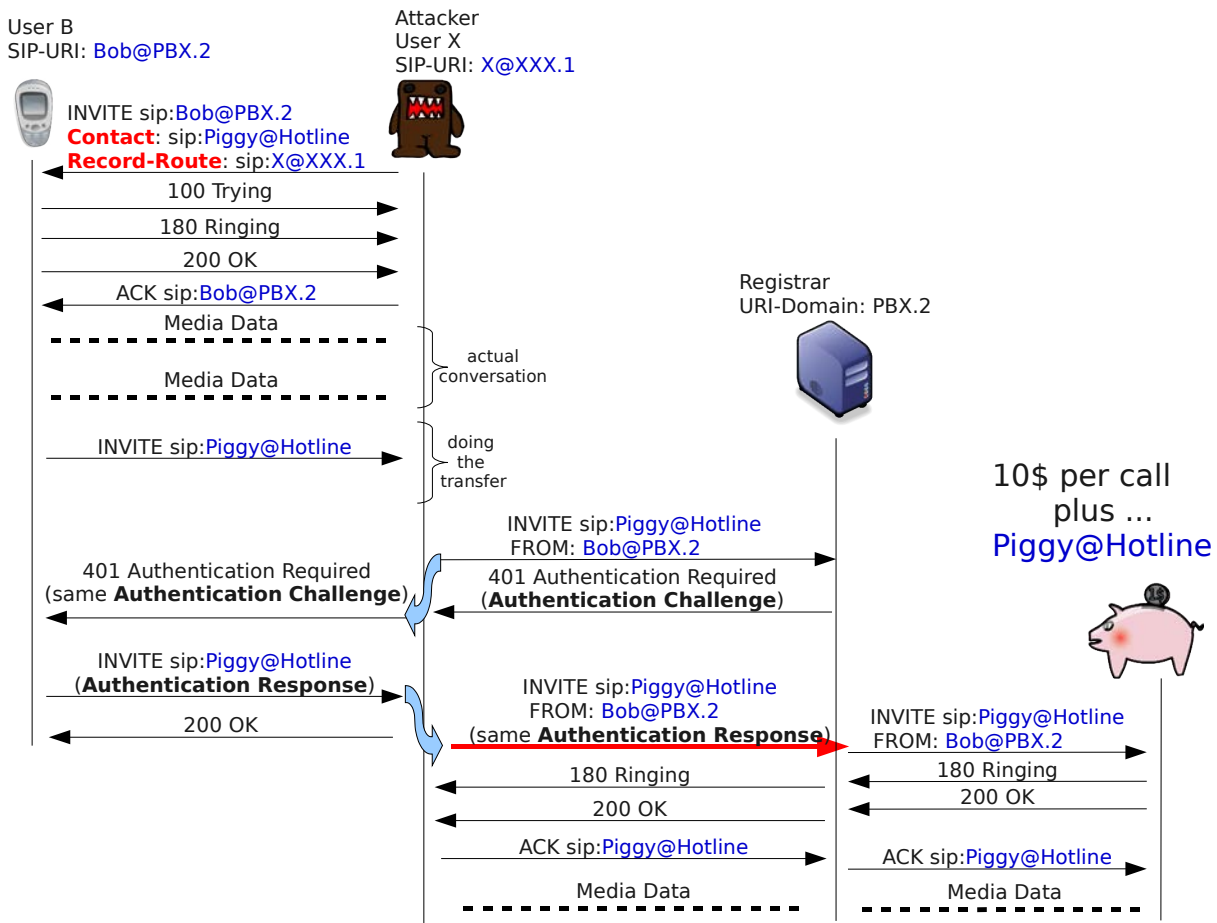 User B
SIP-URI: Bob@PBX.2
Attacker
User X
SIP-URI: X@XXX.1
INVITE sip:Bob@PBX.2
Contact: sip:Piggy@Hotline
Record-Route: sip:X@XXX.1
100 Trying
180 Ringing
200 OK
ACK sip:Bob@PBX.2
Media Data
Media Data
actual
conversation
Registrar
URI-Domain: PBX.2
INVITE sip:Piggy@Hotline
doing
the
transfer
10$ per call
plus ...
Piggy@Hotline
1$
INVITE sip:Piggy@Hotline
FROM: Bob@PBX.2
401 Authentication Required
(Authentication Challenge)
401 Authentication Required
(same Authentication Challenge)
INVITE sip:Piggy@Hotline
(Authentication Response)
200 OK
INVITE sip:Piggy@Hotline
FROM: Bob@PBX.2
(same Authentication Response)
INVITE sip:Piggy@Hotline
FROM: Bob@PBX.2
180 Ringing
200 OK
180 Ringing
200 OK
ACK sip:Piggy@Hotline
ACK sip:Piggy@Hotline
Media Data
Media Data